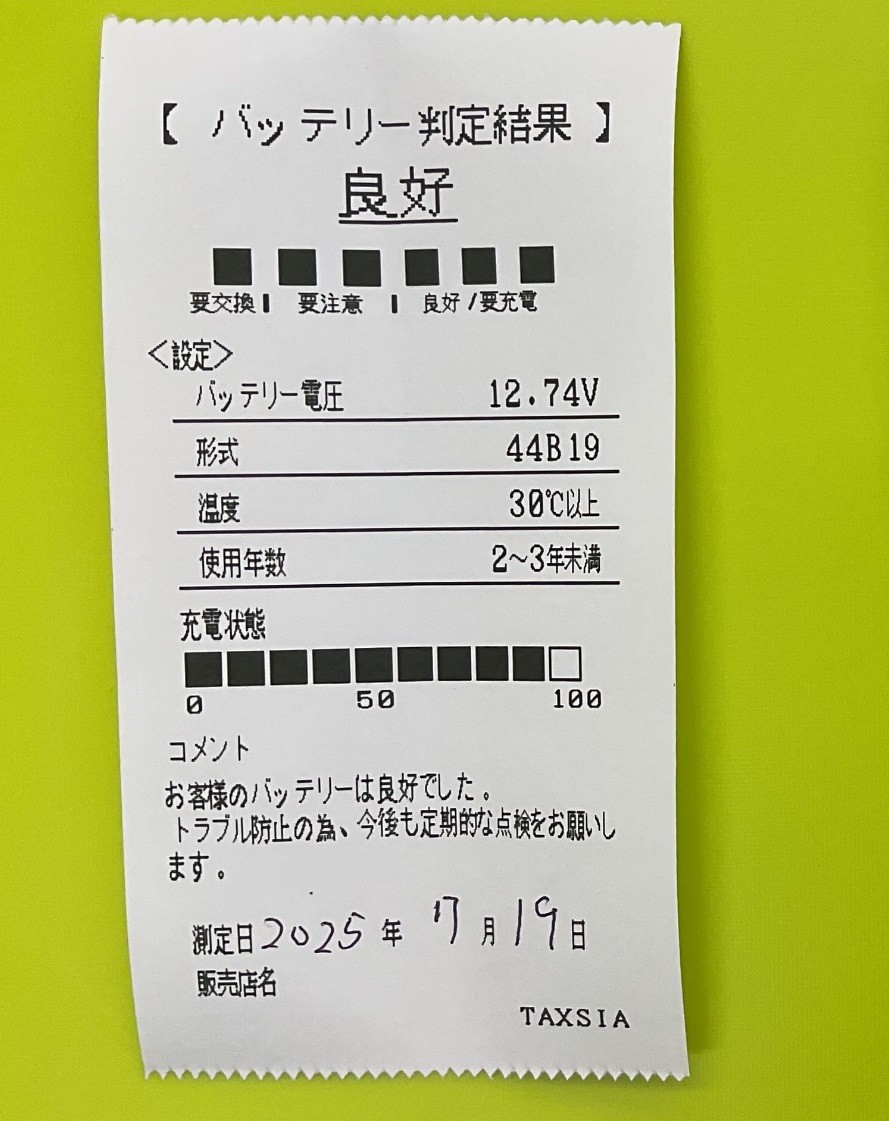 【 バッテリー判定結果 】
良好
要交換 | 要注意 | 良好/要充電
<設定>
バッテリー電圧 12.74V
形式 44B19
温度 30℃以上
使用年数 2～3年未満
充電状態
0 50 100
コメント
お客様のバッテリーは良好でした。
トラブル防止の為、今後も定期的な点検をお願いし
ます。
測定日2025年 7月19日
販売店名
TAXSIA